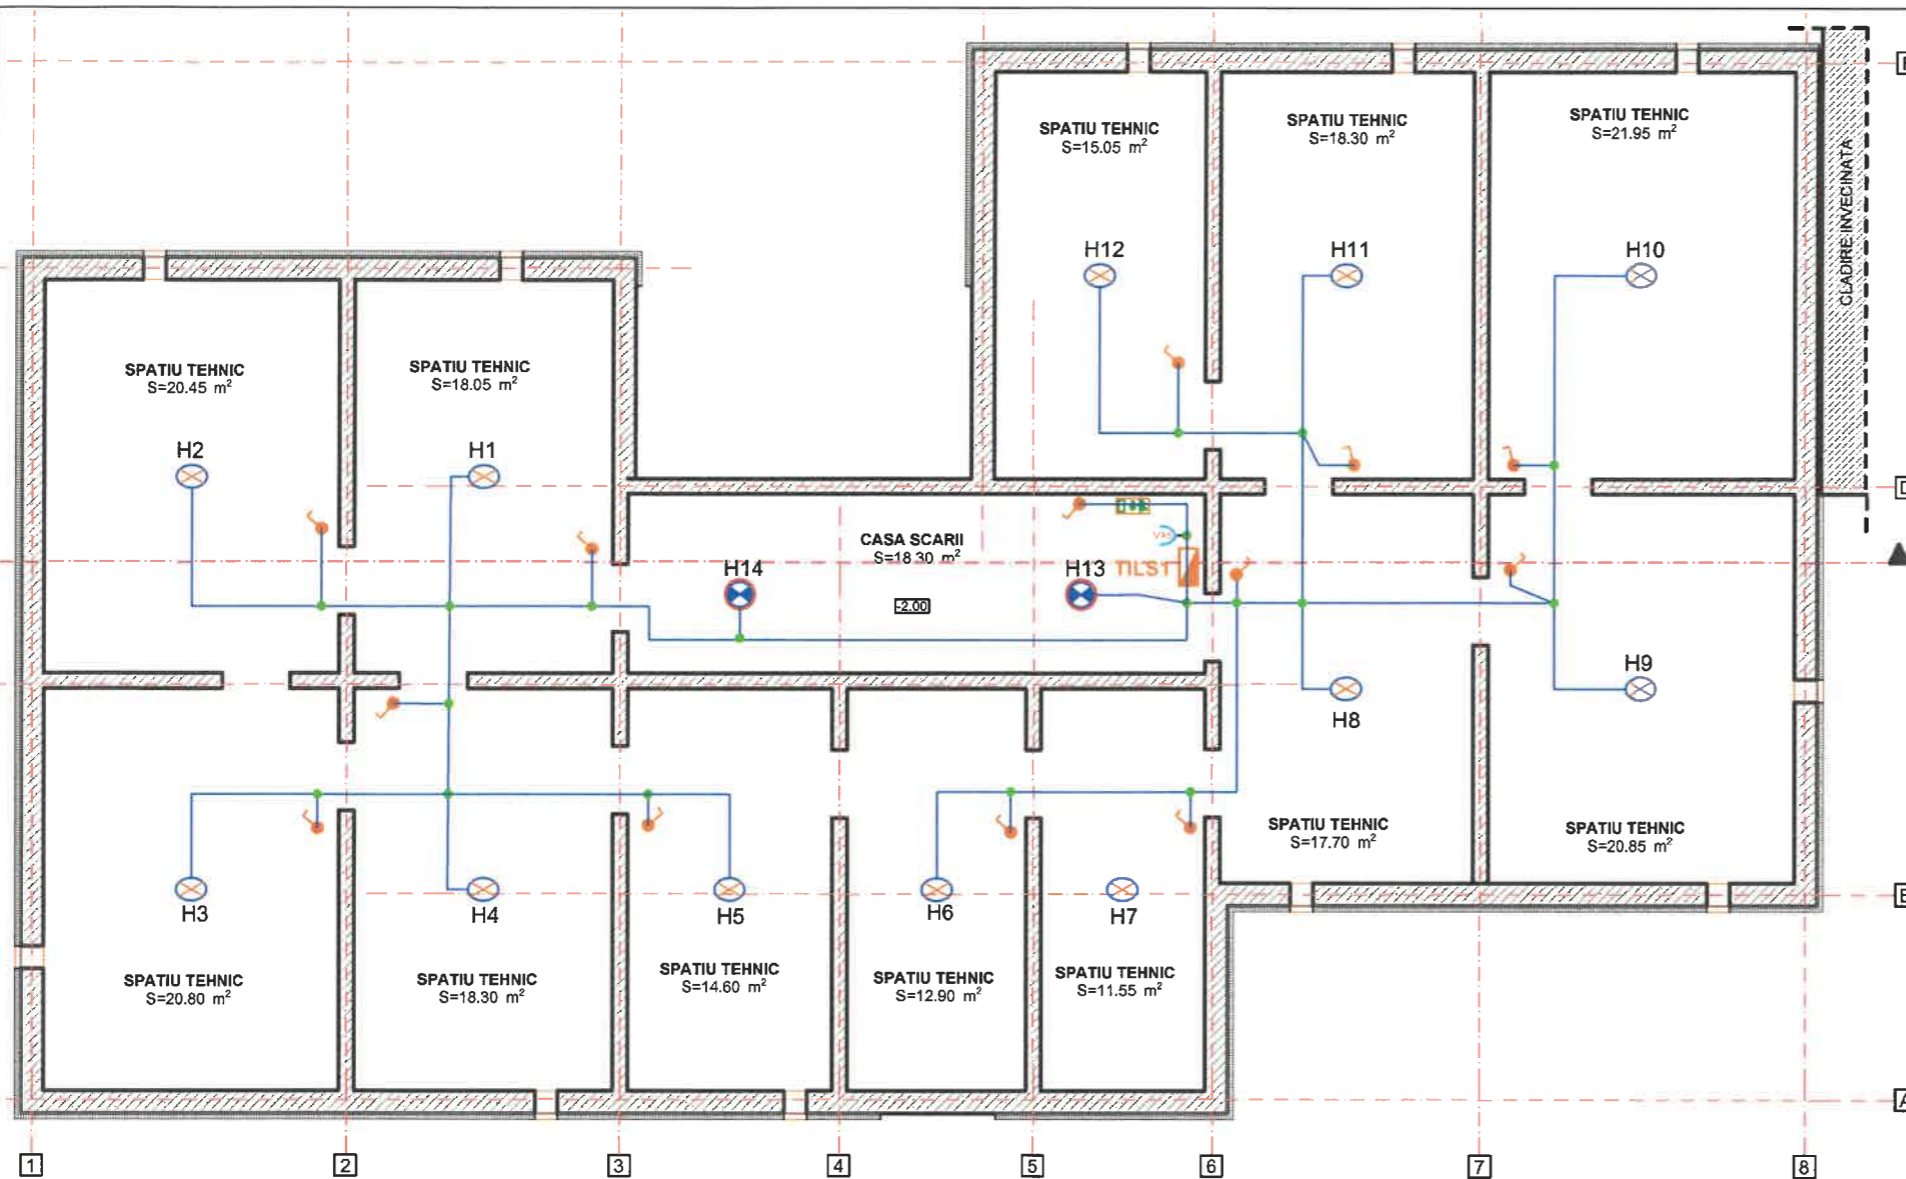 SPATIU TEHNIC
S=15.05 m²
SPATIU TEHNIC
S=18.30 m²
SPATIU TEHNIC
S=21.95 m²
CLADIRE INVECINATA
H12
H11
H10
SPATIU TEHNIC
S=20.45 m²
SPATIU TEHNIC
S=18.05 m²
H2
H1
CASA SCARII
S=18.30 m²
H14
H13
TILS1
-2.00
H9
H8
SPATIU TEHNIC
S=17.70 m²
SPATIU TEHNIC
S=20.85 m²
H3
H4
H5
H6
H7
SPATIU TEHNIC
S=20.80 m²
SPATIU TEHNIC
S=18.30 m²
SPATIU TEHNIC
S=14.60 m²
SPATIU TEHNIC
S=12.90 m²
SPATIU TEHNIC
S=11.55 m²
A
1
2
3
4
5
6
7
8